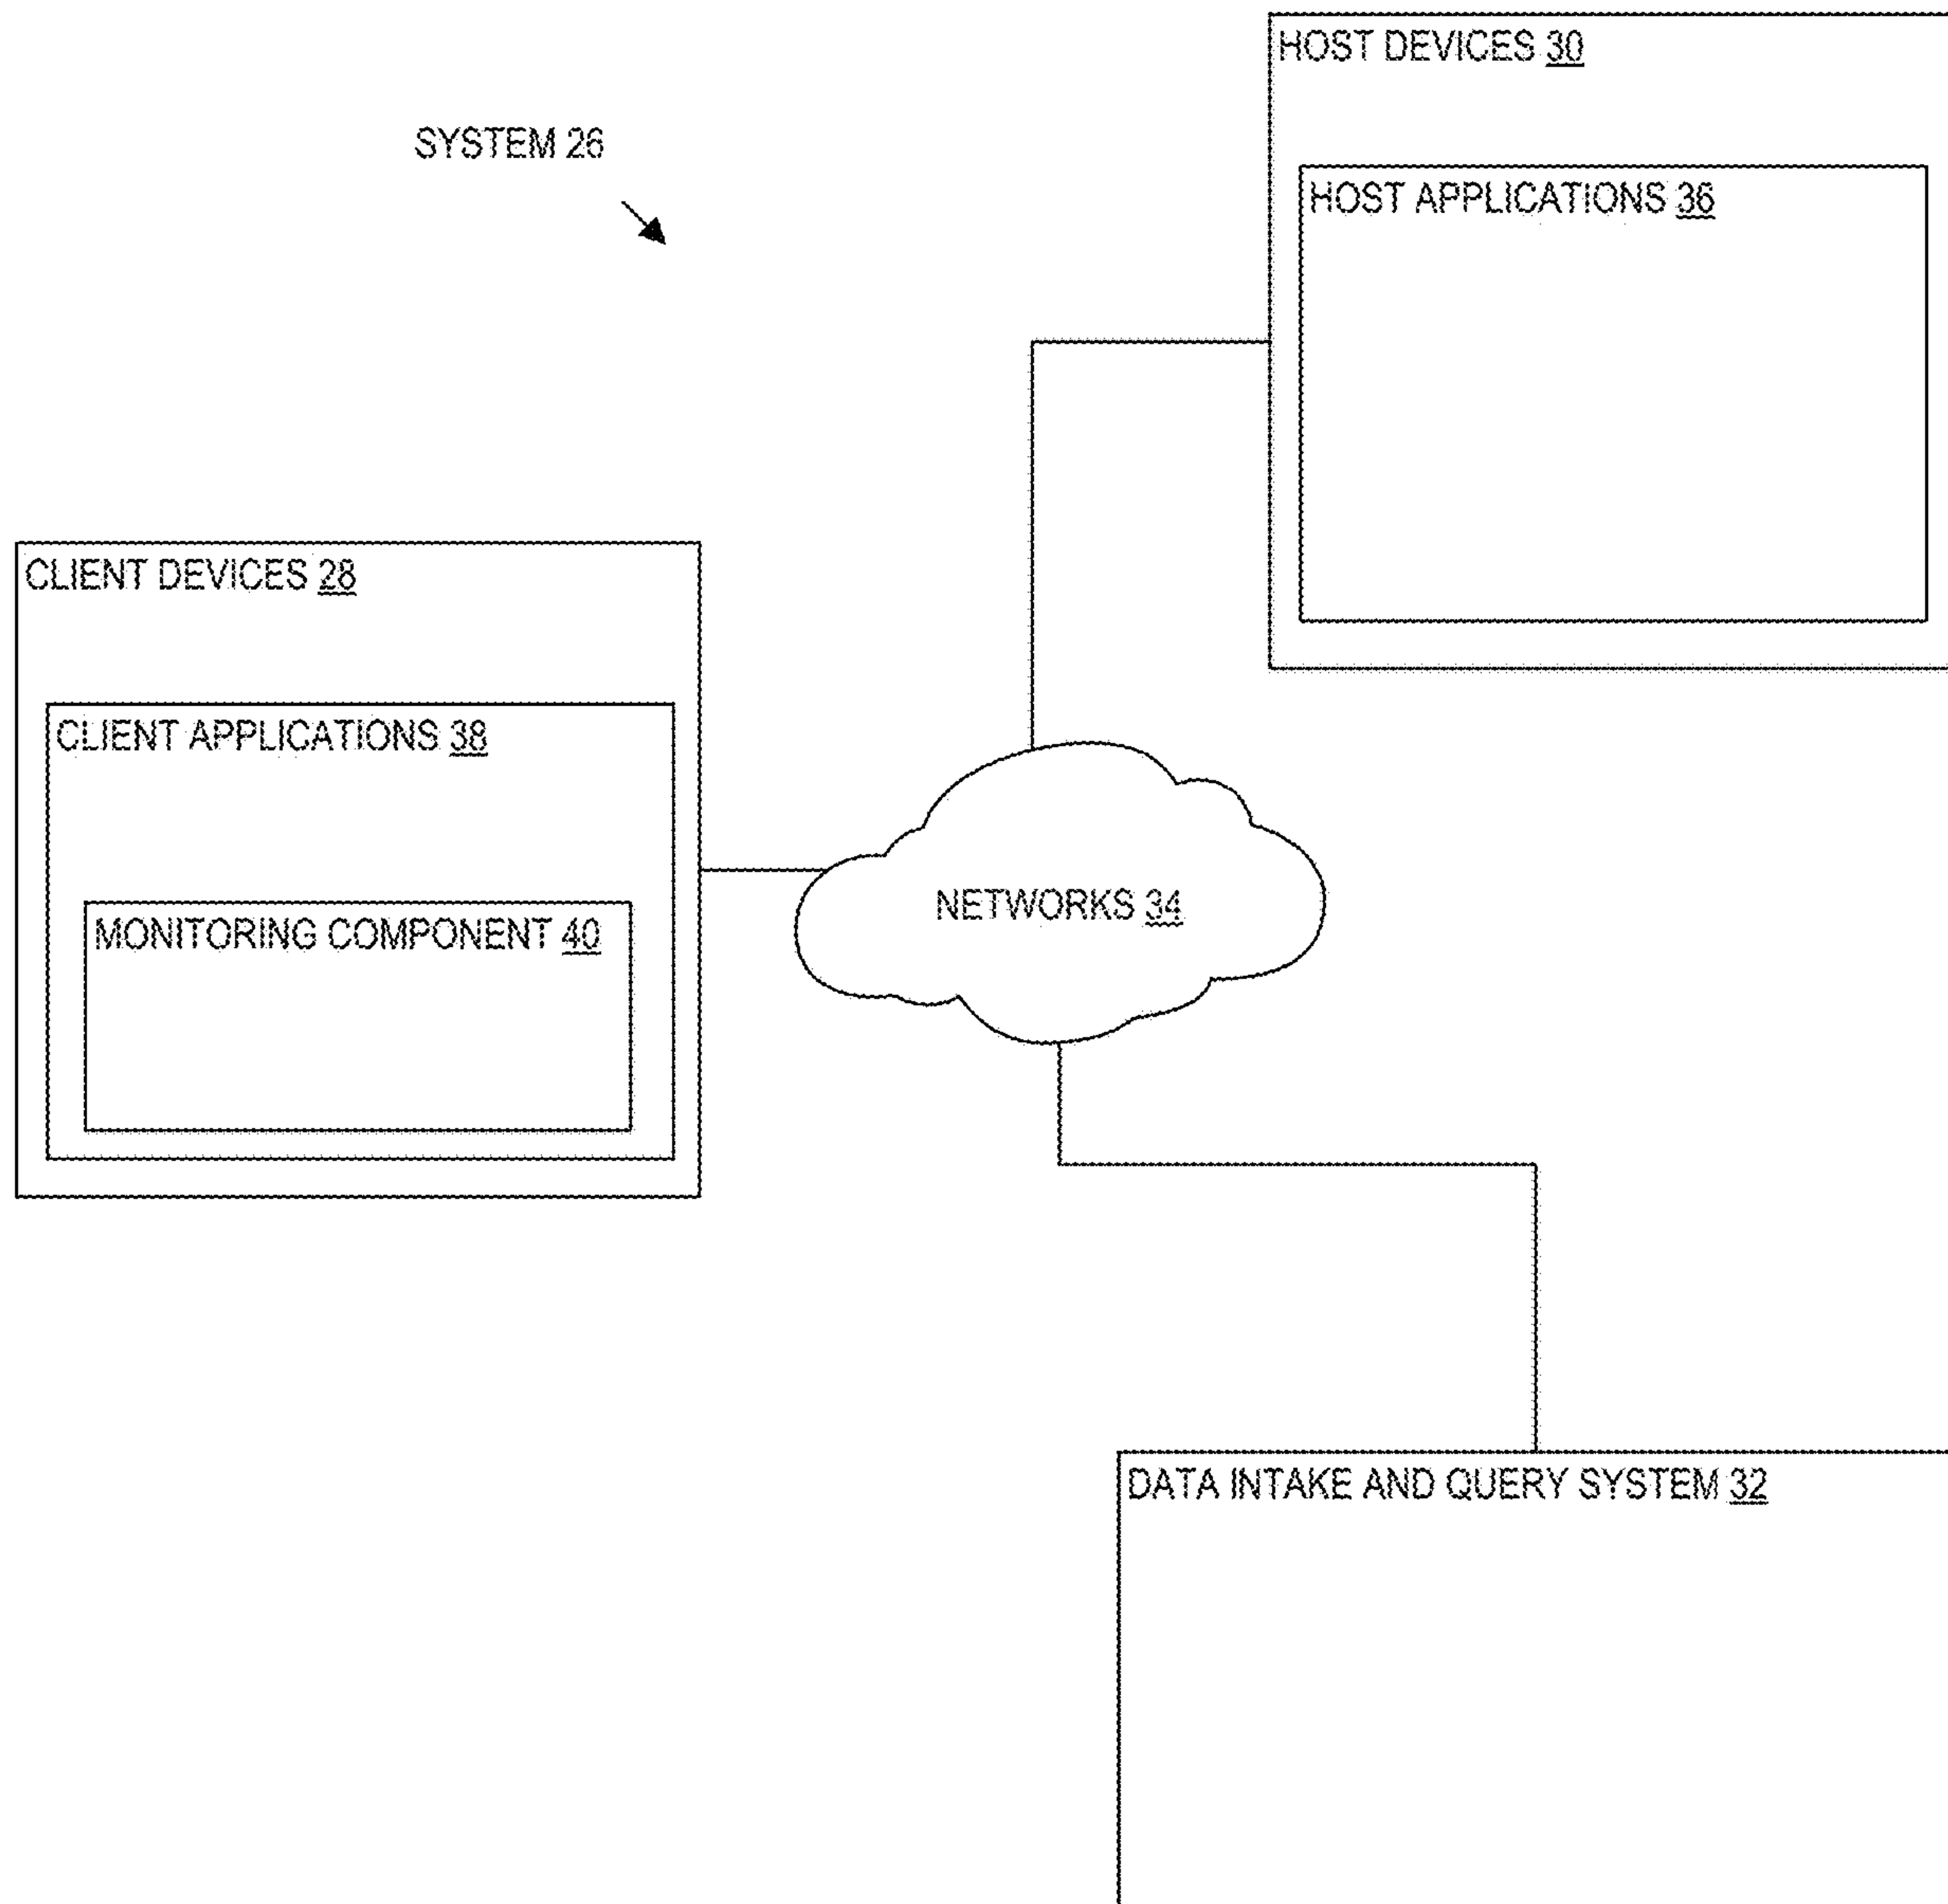 HOST DEVICES 30
SYSTEM 26
HOST APPLICATIONS 36
CLIENT DEVICES 28
CLIENT APPLICATIONS 38
MONITORING COMPONENT 40
NETWORKS 34
DATA INTAKE AND QUERY SYSTEM 32